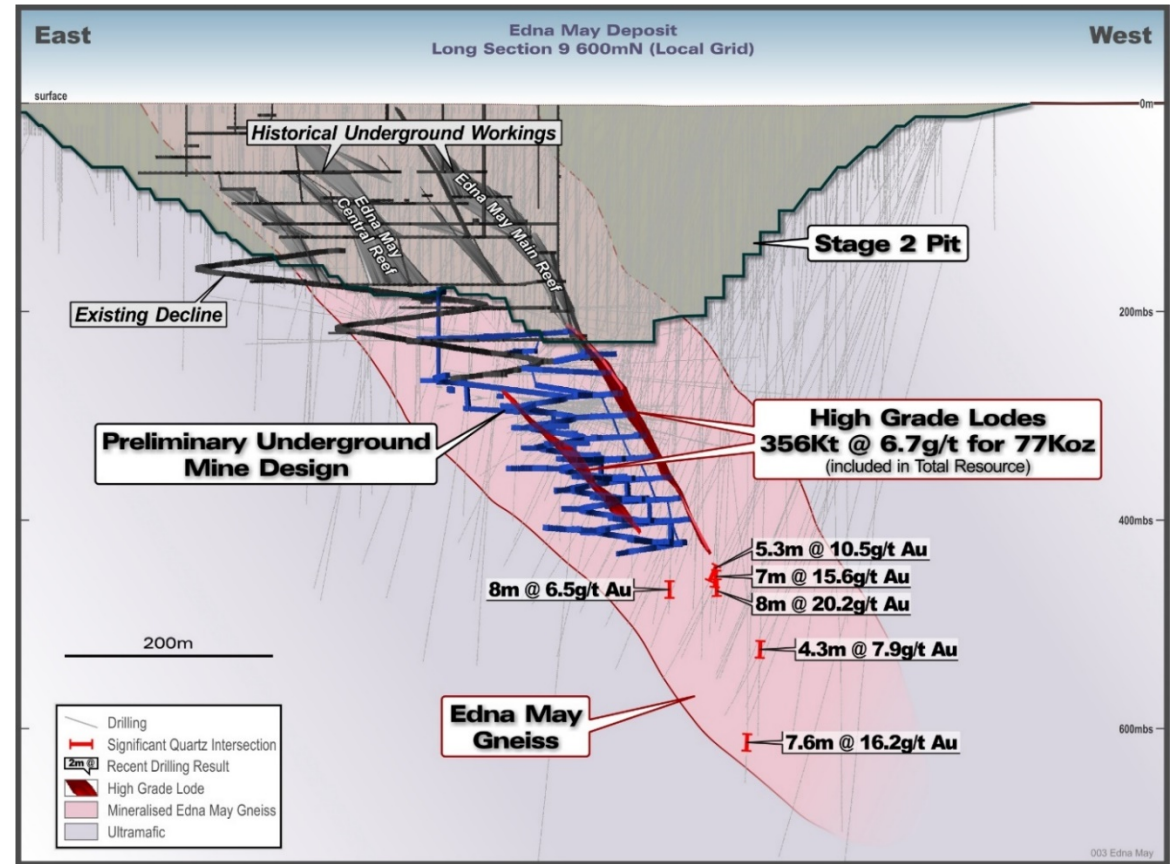 East
Edna May Deposit
Long Section 9 600mN (Local Grid)
West
surface
0m
Historical Underground Workings
Edna May
Central Reef
Edna May Main Reef
Stage 2 Pit
Existing Decline
200mbs
Preliminary Underground
Mine Design
High Grade Lodes
356Kt @ 6.7g/t for 77Koz
(included in Total Resource)
400mbs
5.3m @ 10.5g/t Au
7m @ 15.6g/t Au
8m @ 6.5g/t Au
8m @ 20.2g/t Au
200m
4.3m @ 7.9g/t Au
Edna May
Gneiss
600mbs
7.6m @ 16.2g/t Au
Drilling
Significant Quartz Intersection
2m @
Recent Drilling Result
High Grade Lode
Mineralised Edna May Gneiss
Ultramafic
003 Edna May